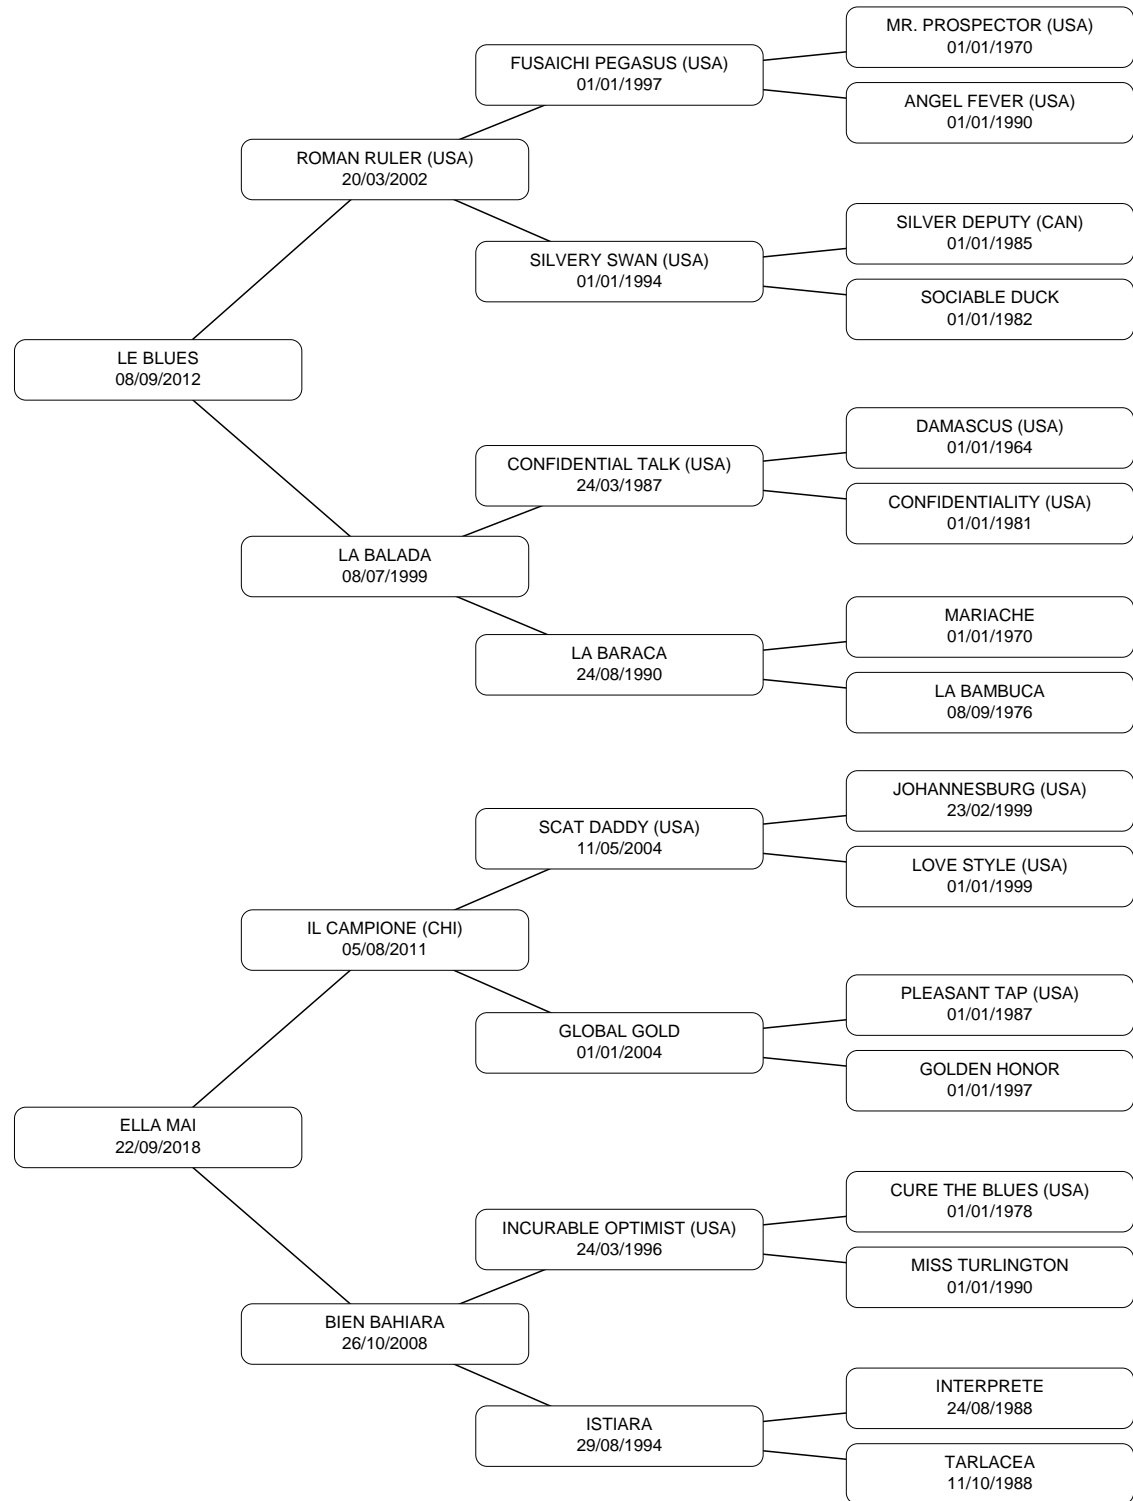 MR. PROSPECTOR (USA)
01/01/1970
FUSAICHI PEGASUS (USA)
01/01/1997
ANGEL FEVER (USA)
01/01/1990
ROMAN RULER (USA)
20/03/2002
SILVER DEPUTY (CAN)
01/01/1985
SILVERY SWAN (USA)
01/01/1994
SOCIABLE DUCK
01/01/1982
LE BLUES
08/09/2012
DAMASCUS (USA)
01/01/1964
CONFIDENTIAL TALK (USA)
24/03/1987
CONFIDENTIALITY (USA)
01/01/1981
LA BALADA
08/07/1999
MARIACHE
01/01/1970
LA BARACA
24/08/1990
LA BAMBUCA
08/09/1976
JOHANNESBURG (USA)
23/02/1999
SCAT DADDY (USA)
11/05/2004
LOVE STYLE (USA)
01/01/1999
IL CAMPIONE (CHI)
05/08/2011
PLEASANT TAP (USA)
01/01/1987
GLOBAL GOLD
01/01/2004
GOLDEN HONOR
01/01/1997
ELLA MAI
22/09/2018
CURE THE BLUES (USA)
01/01/1978
INCURABLE OPTIMIST (USA)
24/03/1996
MISS TURLINGTON
01/01/1990
BIEN BAHIARA
26/10/2008
INTERPRETE
24/08/1988
ISTIARA
29/08/1994
TARLACEA
11/10/1988